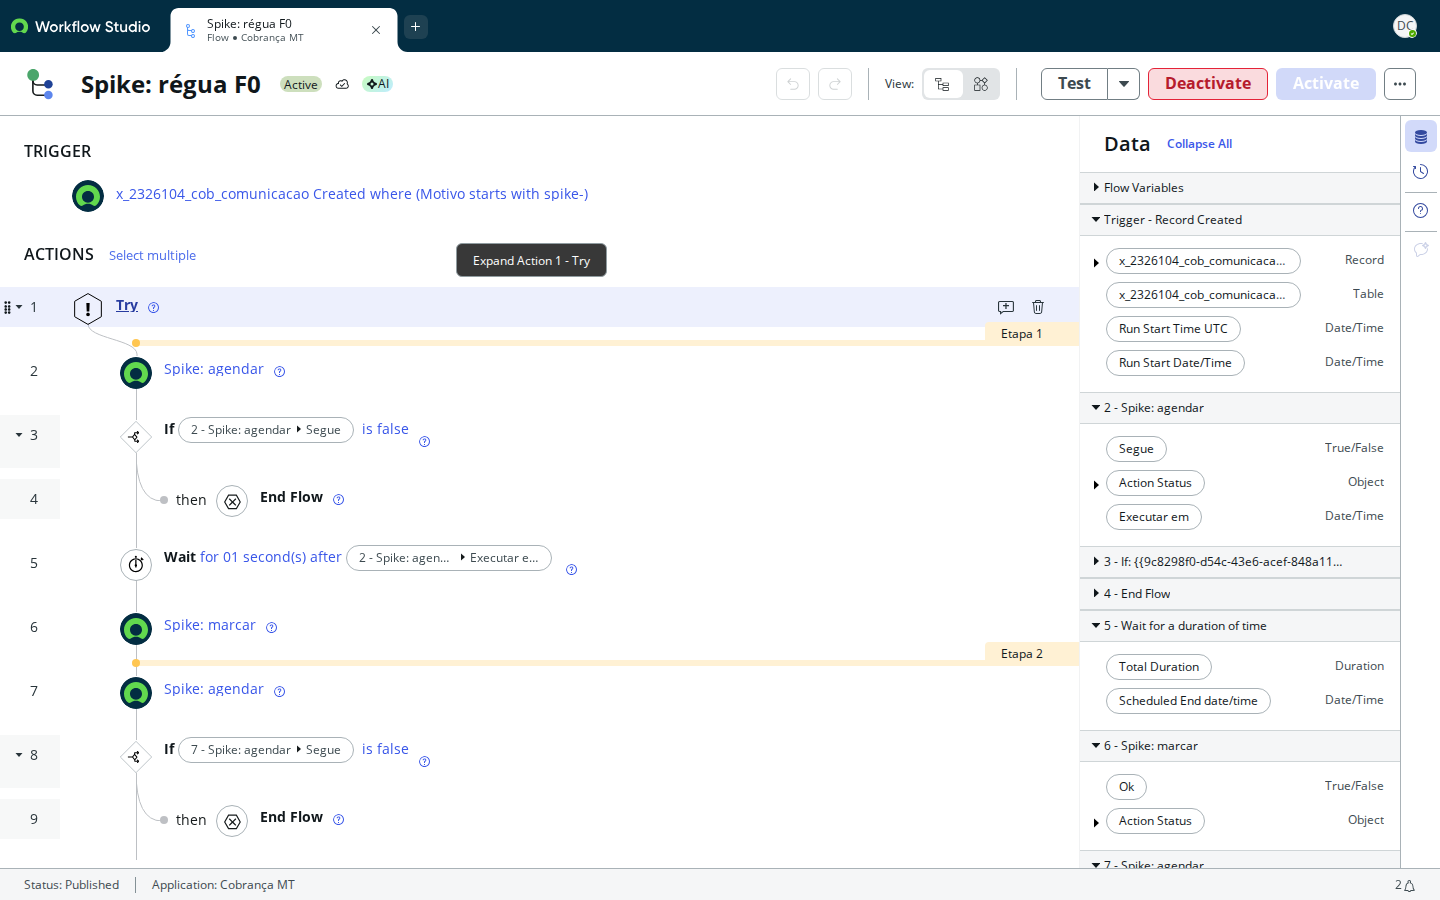 Workflow Studio
Spike: régua F0
Flow • Cobrança MT
DC
Spike: régua F0
Active
AI
View:
Test
Deactivate
Activate
TRIGGER
x_2326104_cob_comunicacao Created where (Motivo starts with spike-)
ACTIONS
Select multiple
Expand Action 1 - Try
1
Try
Etapa 1
2
Spike: agendar
3
If 2 - Spike: agendar Segue is false
4
then End Flow
5
Wait for 01 second(s) after 2 - Spike: agen... Executar e...
6
Spike: marcar
Etapa 2
7
Spike: agendar
8
If 7 - Spike: agendar Segue is false
9
then End Flow
Data
Collapse All
Flow Variables
Trigger - Record Created
x_2326104_cob_comunicaca... Record
x_2326104_cob_comunicaca... Table
Run Start Time UTC Date/Time
Run Start Date/Time Date/Time
2 - Spike: agendar
Segue True/False
Action Status Object
Executar em Date/Time
3 - If: {{9c8298f0-d54c-43e6-acef-848a11...
4 - End Flow
5 - Wait for a duration of time
Total Duration Duration
Scheduled End date/time Date/Time
6 - Spike: marcar
Ok True/False
Action Status Object
7 - Spike: agendar
Status: Published
Application: Cobrança MT
2